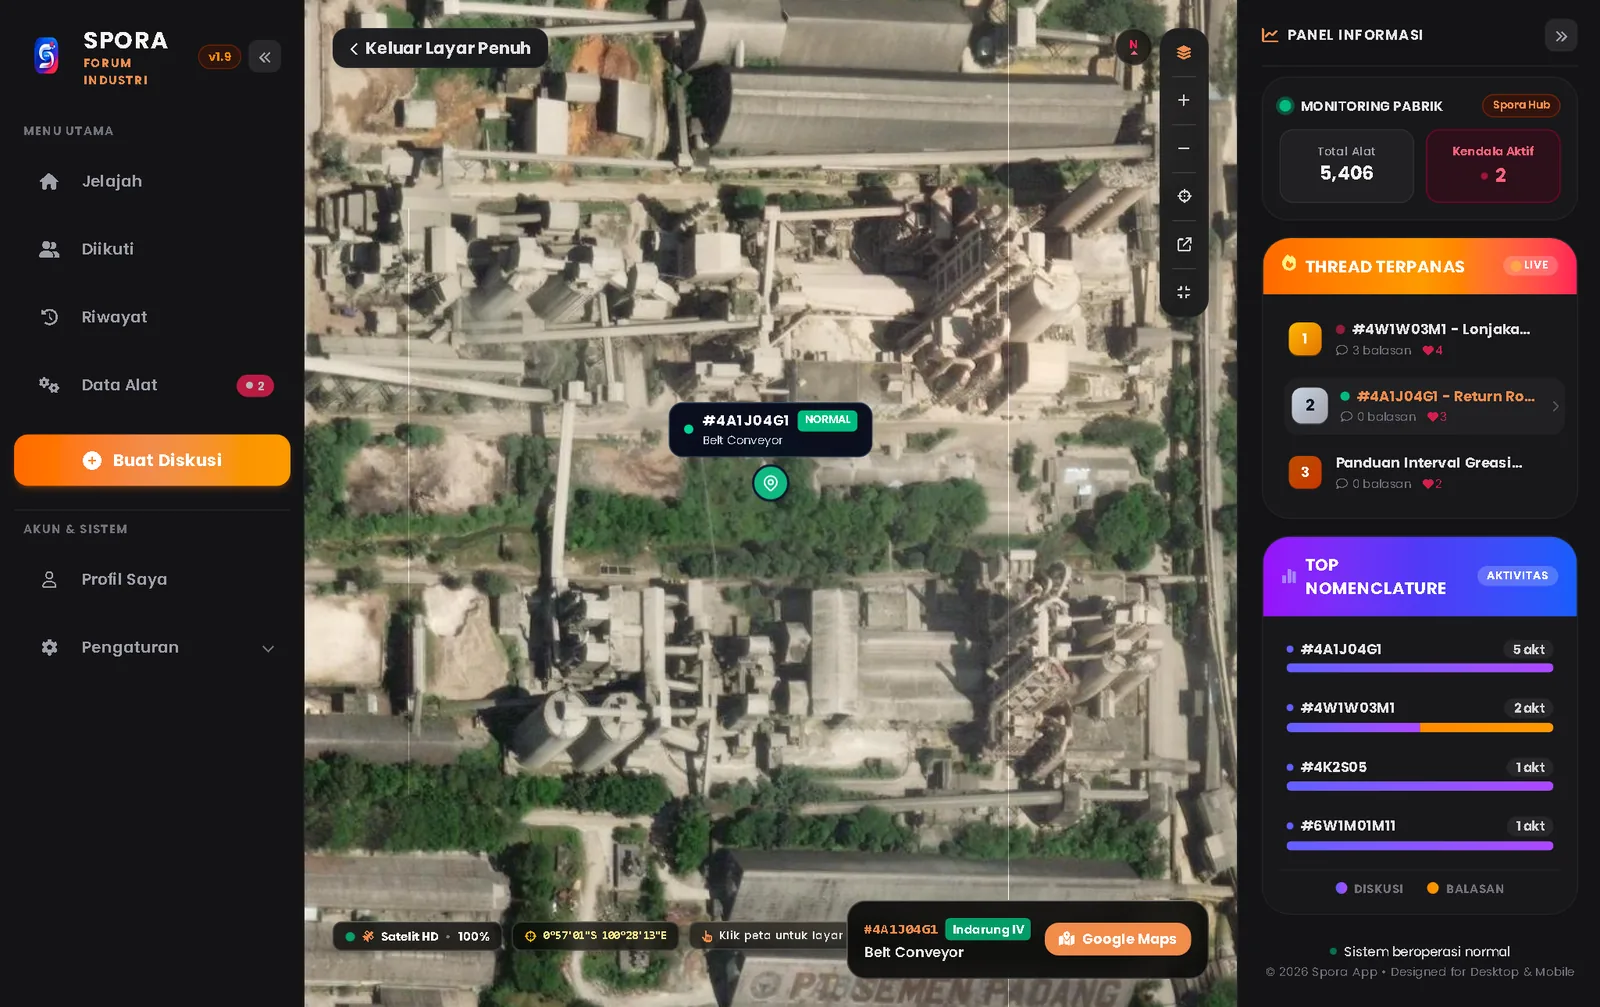 SPORA
FORUM
INDUSTRI
v1.9
MENU UTAMA
Jelajah
Diikuti
Riwayat
Data Alat
2
Buat Diskusi
AKUN & SISTEM
Profil Saya
Pengaturan
Keluar Layar Penuh
N
#4A1J04G1 NORMAL
Belt Conveyor
Satelit HD • 100%
0°57'01"S 100°28'13"E
Klik peta untuk layar
#4A1J04G1 Indarung IV
Belt Conveyor
Google Maps
PT. SEMEN PADANG
PANEL INFORMASI
MONITORING PABRIK
Spora Hub
Total Alat
5,406
Kendala Aktif
2
THREAD TERPANAS
LIVE
1
#4W1W03M1 - Lonjaka...
3 balasan 4
2
#4A1J04G1 - Return Ro...
0 balasan 3
3
Panduan Interval Greasi...
0 balasan 2
TOP
NOMENCLATURE
AKTIVITAS
#4A1J04G1 5 akt
#4W1W03M1 2 akt
#4K2S05 1 akt
#6W1M01M11 1 akt
DISKUSI BALASAN
Sistem beroperasi normal
© 2026 Spora App • Designed for Desktop & Mobile